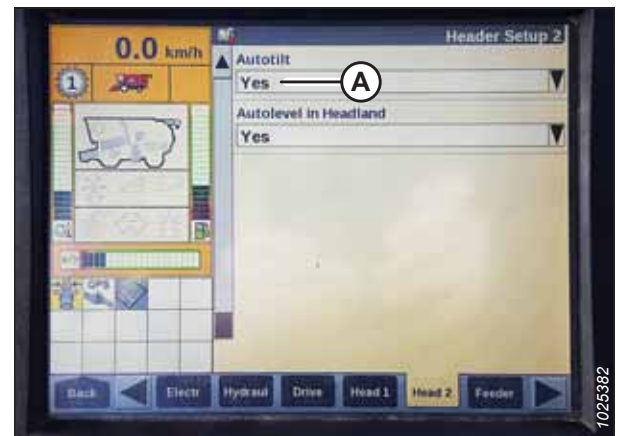 0.0 km/h
Header Setup 2
1
Autotilt
Yes
A
Autolevel in Headland
Yes
GPS
Back
Electr
Hydraul
Drive
Head 1
Head 2
Feeder
1025382